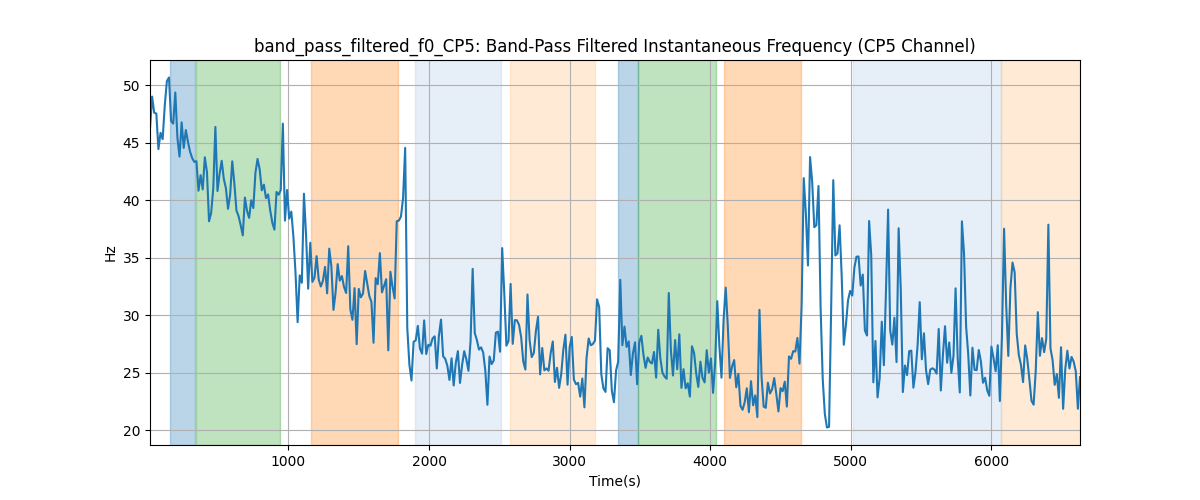 band_pass_filtered_f0_CP5: Band-Pass Filtered Instantaneous Frequency (CP5 Channel)
50
45
40
35
30
25
20
Hz
1000 2000 3000 4000 5000 6000
Time(s)